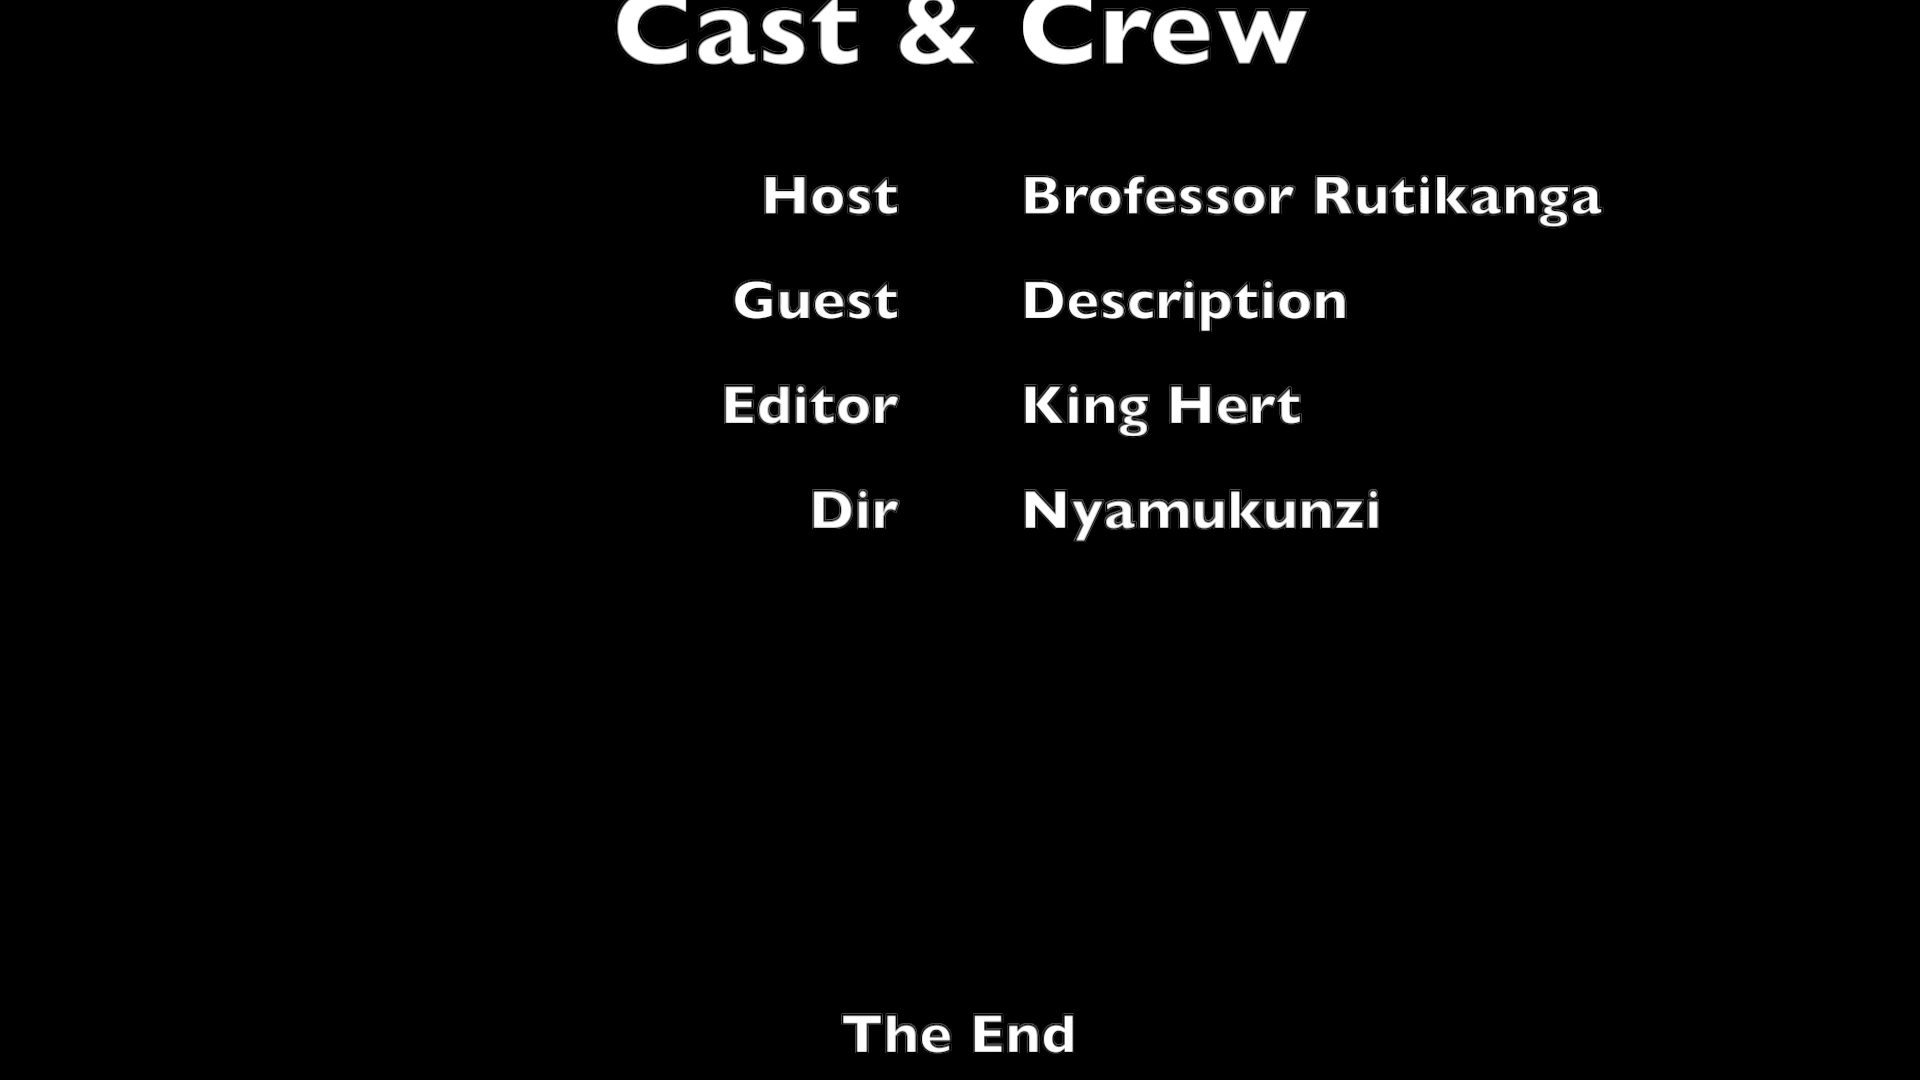 Cast & Crew
Host Brofessor Rutikanga
Guest Description
Editor King Hert
Dir Nyamukunzi
The End